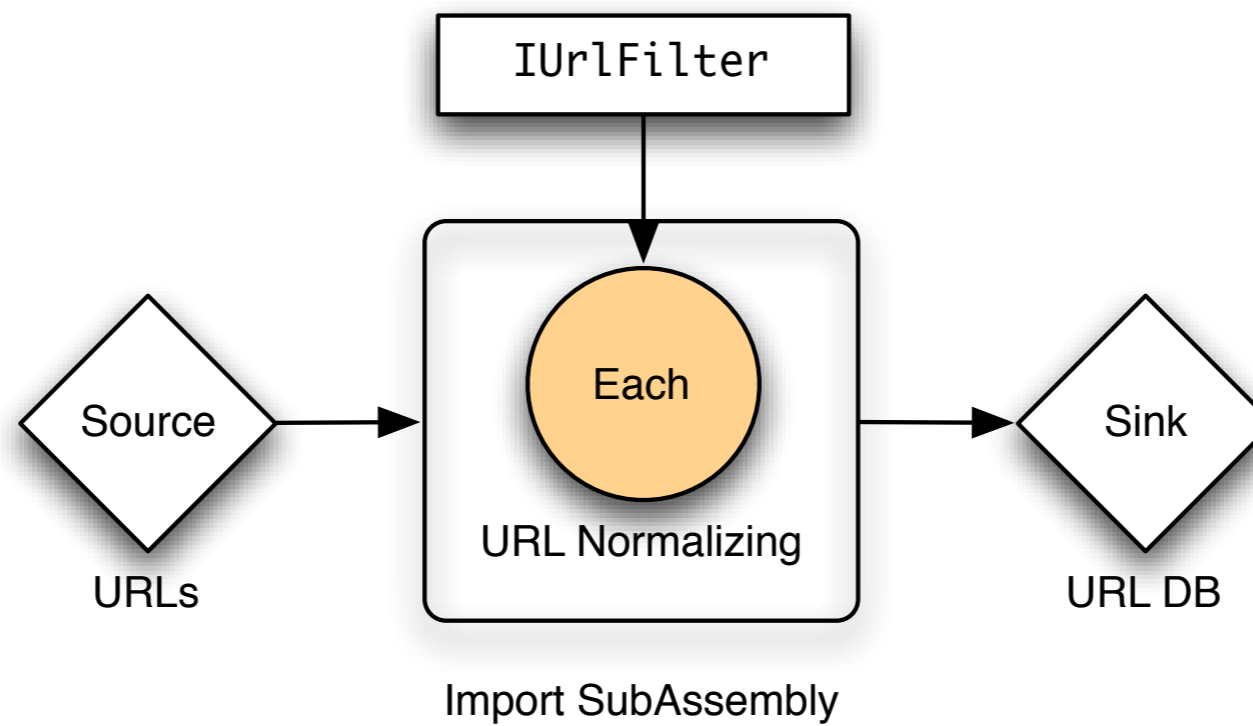 IUrlFilter
Source
Each
Sink
URL Normalizing
URLs
URL DB
Import SubAssembly